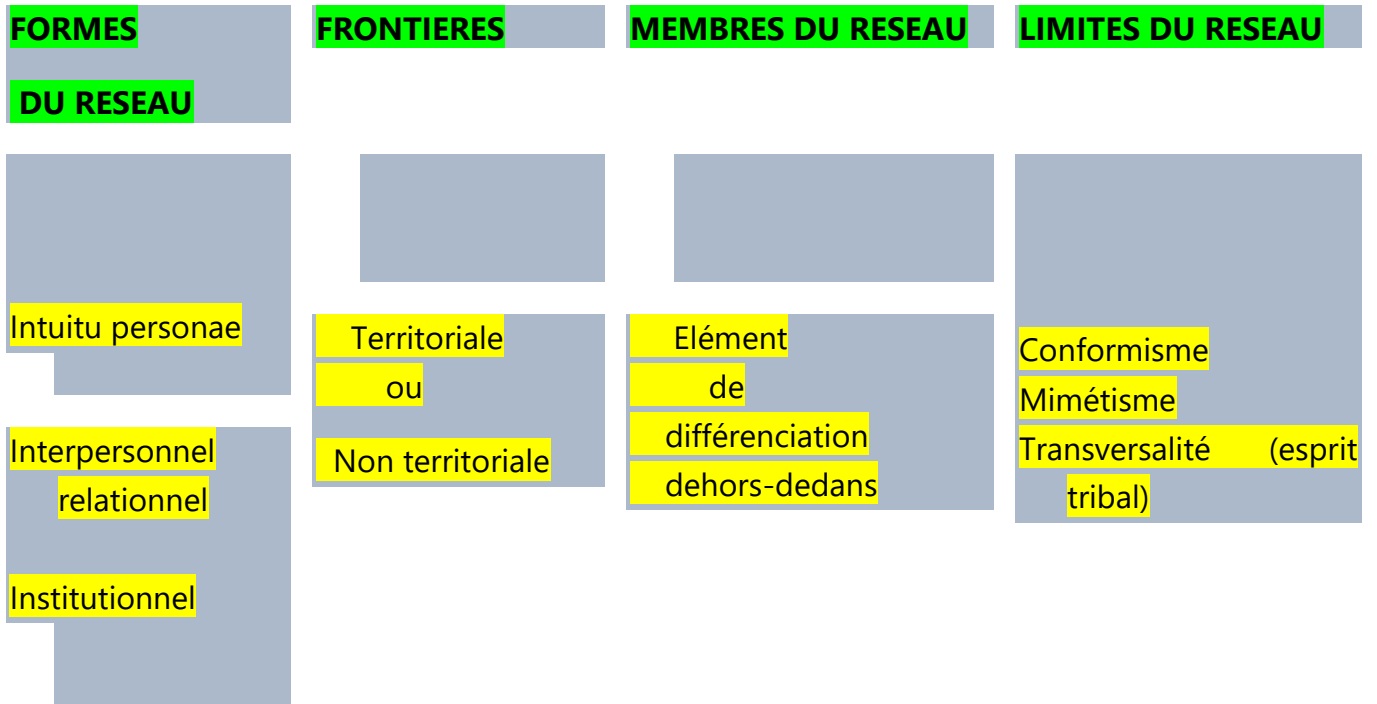 FORMES
DU RESEAU
FRONTIERES
MEMBRES DU RESEAU
LIMITES DU RESEAU
Intuitu personae
Interpersonnel
relationnel
Institutionnel
Territoriale
ou
Non territoriale
Elément
de
différenciation
dehors-dedans
Conformisme
Mimétisme
Transversalité (esprit
tribal)